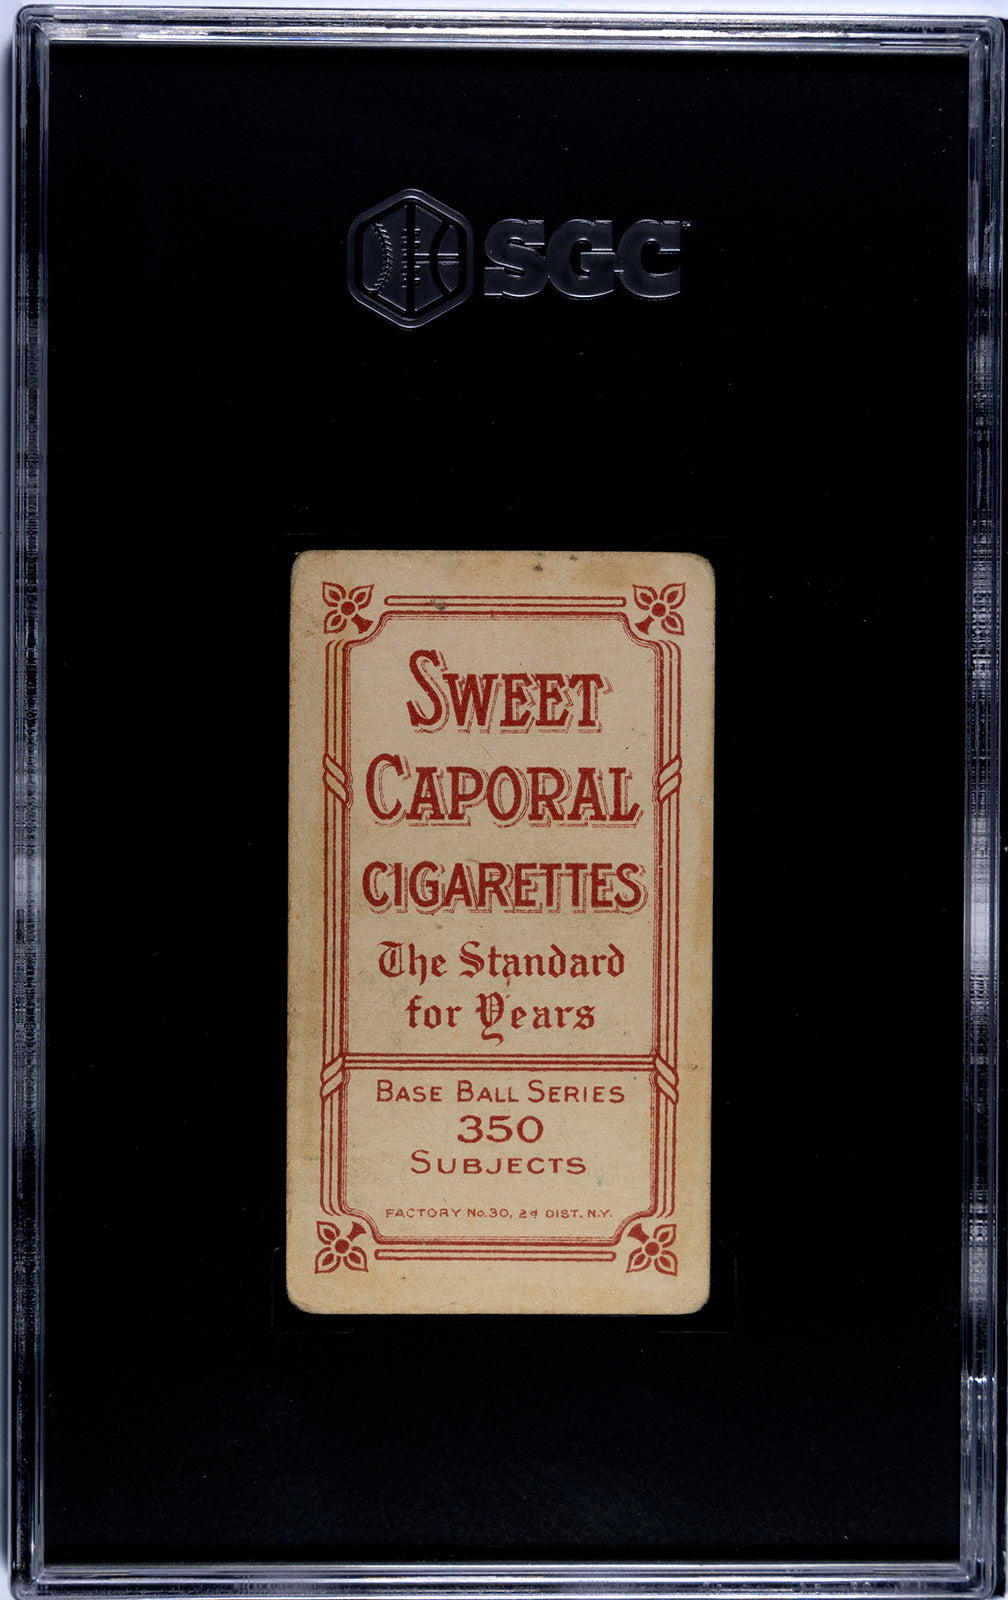 SGC
SWEET
CAPORAL
CIGARETTES
The Standard
for Years
BASE BALL SERIES
350
SUBJECTS
FACTORY No. 30, 2d DIST. N.Y.